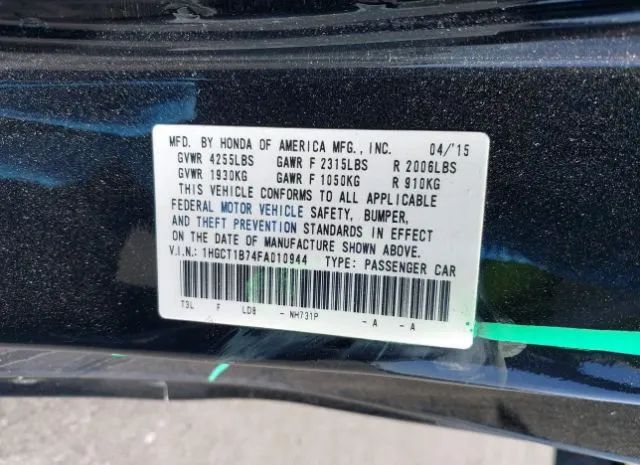 MFD. BY HONDA OF AMERICA MFG., INC. 04/'15
GVWR 4255LBS GAWR F 2315LBS R 2006LBS
GVWR 1930KG GAWR F 1050KG R 910KG
THIS VEHICLE CONFORMS TO ALL APPLICABLE
FEDERAL MOTOR VEHICLE SAFETY, BUMPER,
AND THEFT PREVENTION STANDARDS IN EFFECT
ON THE DATE OF MANUFACTURE SHOWN ABOVE.
V.I.N.: 1HGCT1B74FA010944 TYPE: PASSENGER CAR
T3L F LDB - NH731P - A - A